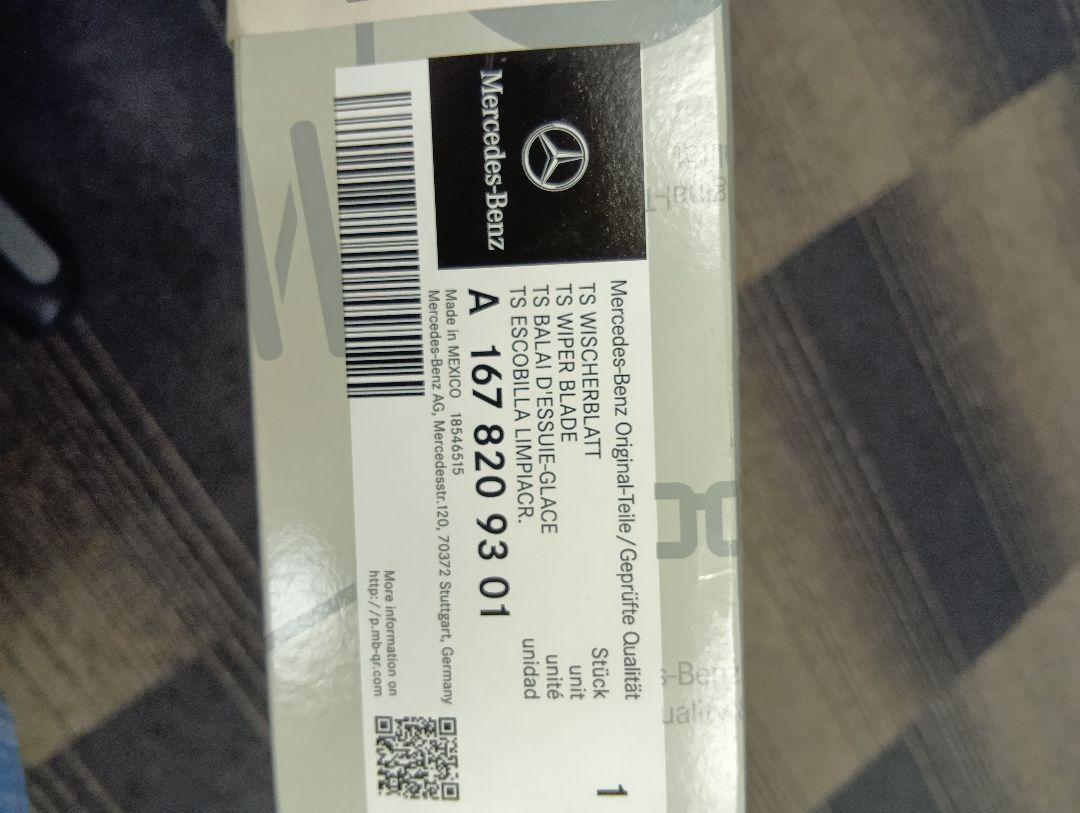 Mercedes-Benz
Mercedes-Benz Original-Teile/Geprüfte Qualität
TS WISCHERBLATT
TS WIPER BLADE
TS BALAI D'ESSUIE-GLACE
TS ESCOBILLA LIMPIACR.
Stück
unit
unité
unidad
1
A 167 820 93 01
Made in MEXICO 18546515
Mercedes-Benz AG, Mercedesstr.120, 70372 Stuttgart, Germany
More information on
http://p.mb-qr.com